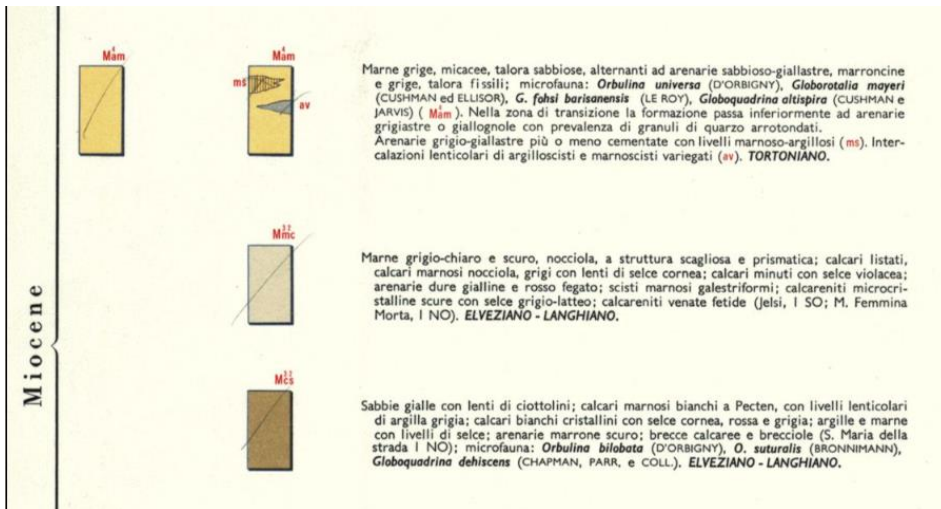 Miocene
M⁴am
M⁴am
ms
av
Marne grige, micacee, talora sabbiose, alternanti ad arenarie sabbioso-giallastre, marroncine
e grige, talora fissili; microfauna: Orbulina universa (D'ORBIGNY), Globorotalia mayeri
(CUSHMAN ed ELLISOR), G. fohsi barisanensis (LE ROY), Globoquadrina altispira (CUSHMAN e
JARVIS) ( M⁴am ). Nella zona di transizione la formazione passa inferiormente ad arenarie
grigiastre o giallognole con prevalenza di granuli di quarzo arrotondati.
Arenarie grigio-giallastre più o meno cementate con livelli marnoso-argillosi (ms). Inter-
calazioni lenticolari di argilloscisti e marnoscisti variegati (av). TORTONIANO.
M³²mc
Marne grigio-chiaro e scuro, nocciola, a struttura scagliosa e prismatica; calcari listati,
calcari marnosi nocciola, grigi con lenti di selce cornea; calcari minuti con selce violacea;
arenarie dure gialline e rosso fegato; scisti marnosi galestriformi; calcareniti microcri-
stalline scure con selce grigio-latteo; calcareniti venate fetide (Jelsi, I SO; M. Femmina
Morta, I NO). ELVEZIANO - LANGHIANO.
M³²cs
Sabbie gialle con lenti di ciottolini; calcari marnosi bianchi a Pecten, con livelli lenticolari
di argilla grigia; calcari bianchi cristallini con selce cornea, rossa e grigia; argille e marne
con livelli di selce; arenarie marrone scuro; brecce calcaree e brecciole (S. Maria della
strada I NO); microfauna: Orbulina bilobata (D'ORBIGNY), O. suturalis (BRONNIMANN),
Globoquadrina dehiscens (CHAPMAN, PARR, e COLL.). ELVEZIANO - LANGHIANO.